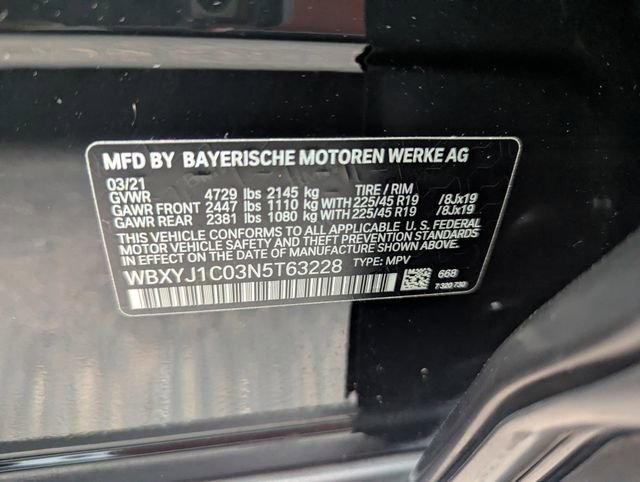 MFD BY BAYERISCHE MOTOREN WERKE AG
03/21
GVWR 4729 lbs 2145 kg TIRE / RIM
GAWR FRONT 2447 lbs 1110 kg WITH 225/45 R19 /8Jx19
GAWR REAR 2381 lbs 1080 kg WITH 225/45 R19 /8Jx19
THIS VEHICLE CONFORMS TO ALL APPLICABLE U. S. FEDERAL
MOTOR VEHICLE SAFETY AND THEFT PREVENTION STANDARDS
IN EFFECT ON THE DATE OF MANUFACTURE SHOWN ABOVE.
WBXYJ1C03N5T63228 TYPE: MPV
668
7 320 730